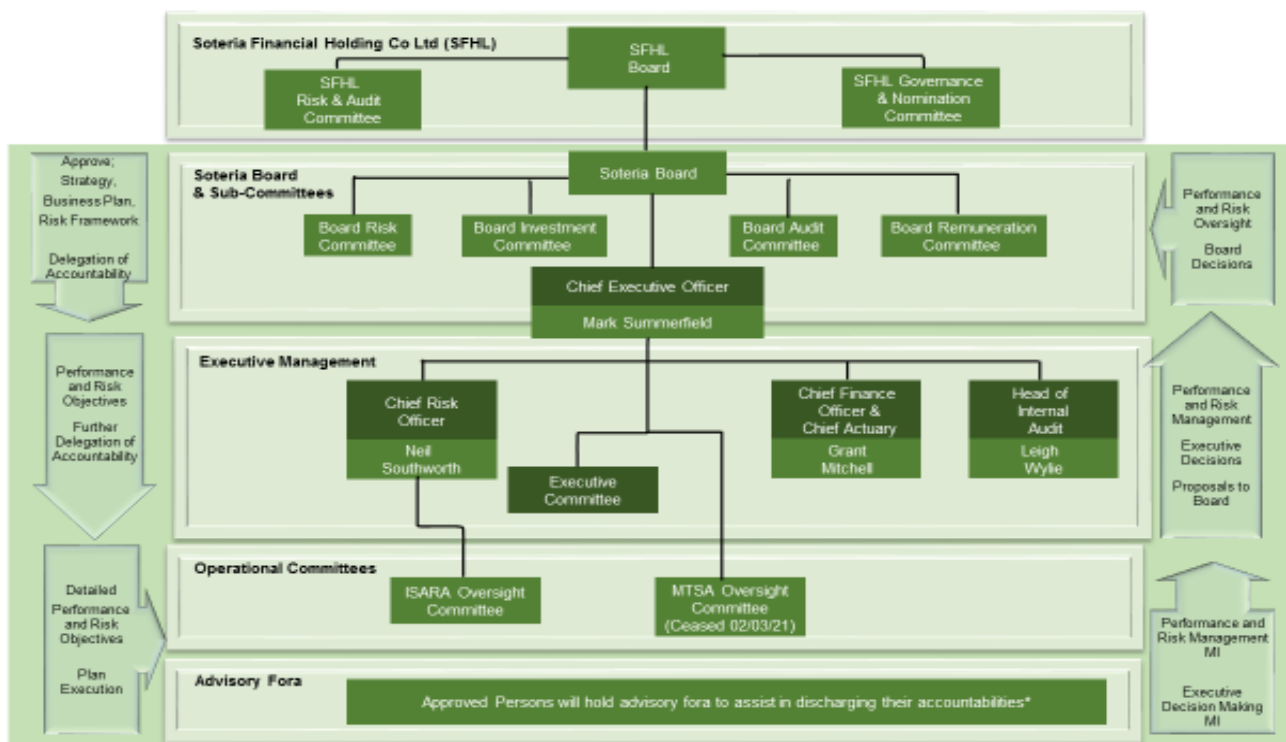 Soteria Financial Holding Co Ltd (SFHL)
SFHL
Board
SFHL
Risk & Audit
Committee
SFHL Governance
& Nomination
Committee
Approve;
Strategy,
Business Plan,
Risk Framework
Delegation of
Accountability
Soteria Board
& Sub-Committees
Soteria Board
Board Risk
Committee
Board Investment
Committee
Board Audit
Committee
Board Remuneration
Committee
Performance
and Risk
Oversight
Board
Decisions
Chief Executive Officer
Mark Summerfield
Performance
and Risk
Objectives
Further
Delegation of
Accountability
Executive Management
Chief Risk
Officer
Neil
Southworth
Executive
Committee
Chief Finance
Officer &
Chief Actuary
Grant
Mitchell
Head of
Internal
Audit
Leigh
Wylie
Performance
and Risk
Management
Executive
Decisions
Proposals to
Board
Detailed
Performance
and Risk
Objectives
Plan
Execution
Operational Committees
ISARA Oversight
Committee
MTSA Oversight
Committee
(Ceased 02/03/21)
Performance and
Risk Management
MI
Executive
Decision Making
MI
Advisory Fora
Approved Persons will hold advisory fora to assist in discharging their accountabilities*